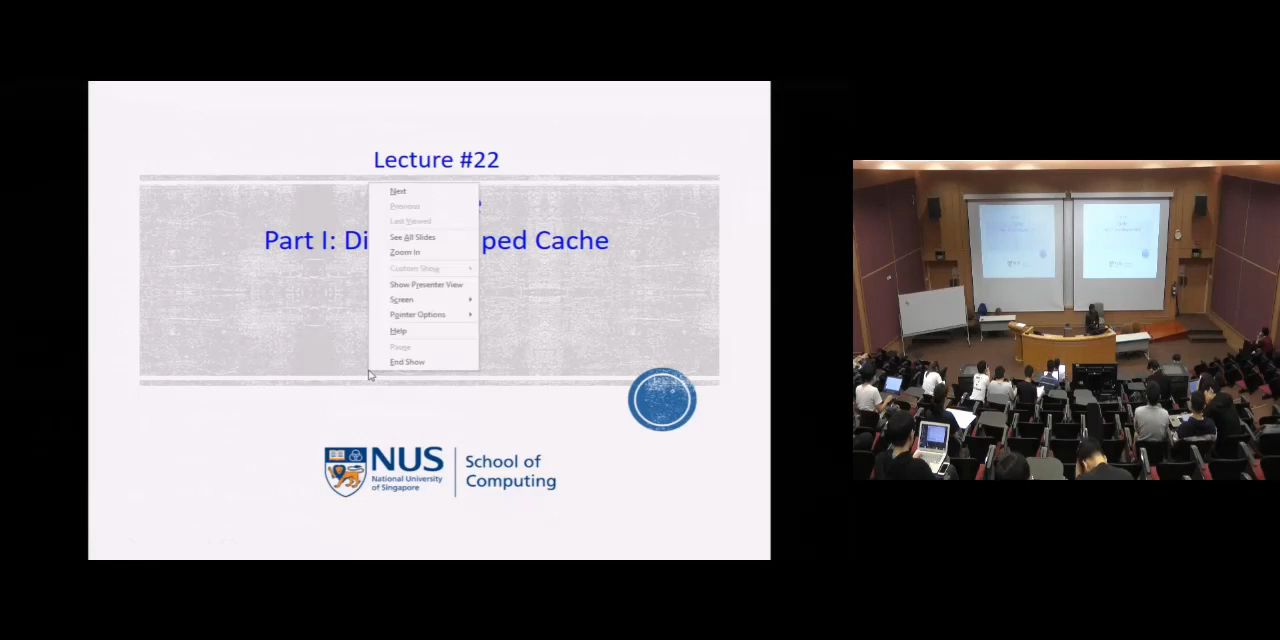 Lecture #22
Part I: Di
ped Cache
Next
Previous
Last Viewed
See All Slides
Zoom In
Custom Show
Show Presenter View
Screen
Pointer Options
Help
Pause
End Show
NUS
National University
of Singapore
School of
Computing